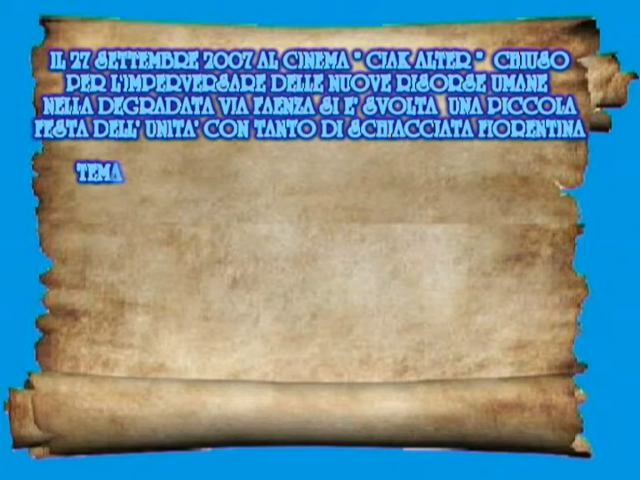 IL 27 SETTEMBRE 2007 AL CINEMA " CIAK ALTER " CHIUSO
PER L'IMPERVERSARE DELLE NUOVE RISORSE UMANE
NELLA DEGRADATA VIA FAENZA SI E' SVOLTA UNA PICCOLA
FESTA DELL' UNITA' CON TANTO DI SCHIACCIATA FIORENTINA
TEMA